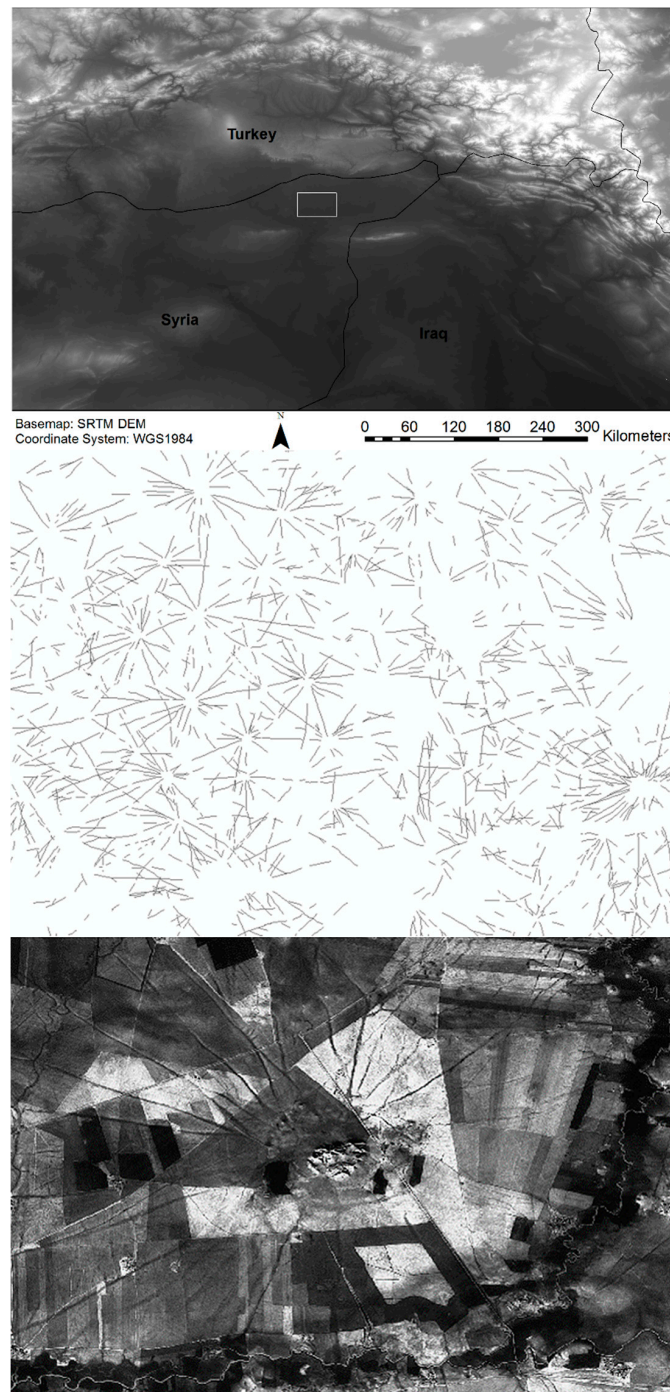 Turkey
Syria
Iraq
Basemap: SRTM DEM
Coordinate System: WGS1984
N
0 60 120 180 240 300
Kilometers